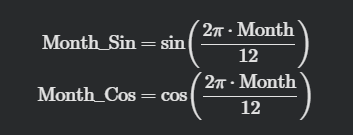 Month_Sin = sin(2π · Month / 12)
Month_Cos = cos(2π · Month / 12)